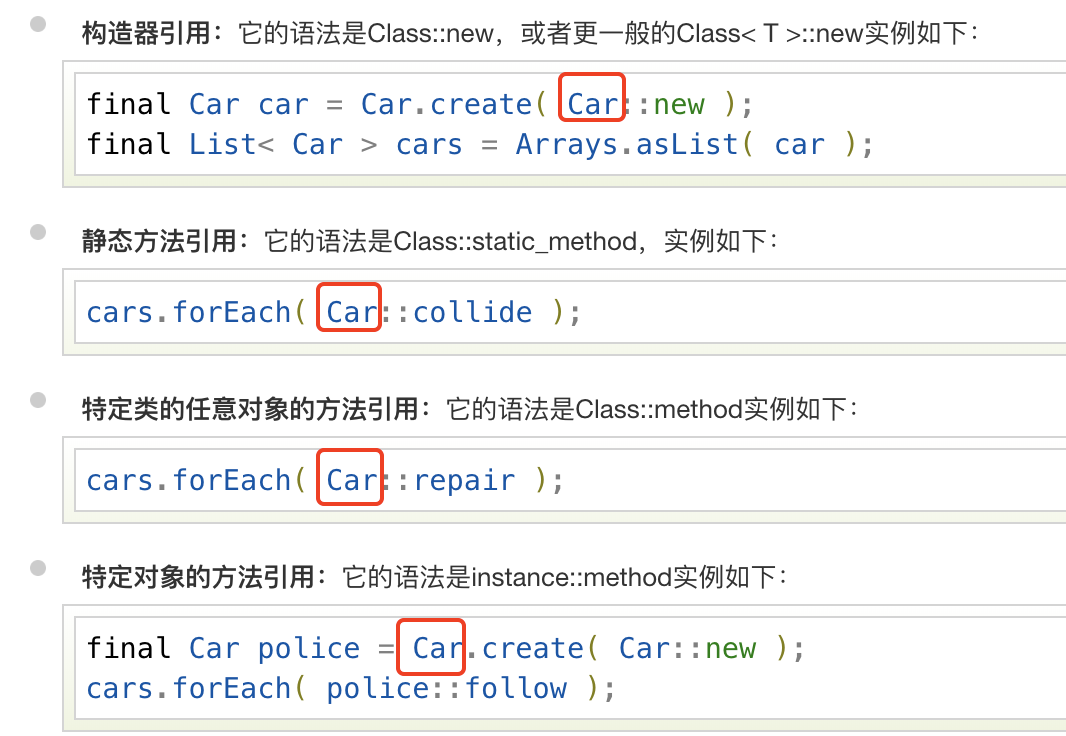 构造器引用：它的语法是Class::new，或者更一般的Class< T >::new实例如下：
final Car car = Car.create( Car::new );
final List< Car > cars = Arrays.asList( car );
静态方法引用：它的语法是Class::static_method，实例如下：
cars.forEach( Car::collide );
特定类的任意对象的方法引用：它的语法是Class::method实例如下：
cars.forEach( Car::repair );
特定对象的方法引用：它的语法是instance::method实例如下：
final Car police = Car.create( Car::new );
cars.forEach( police::follow );